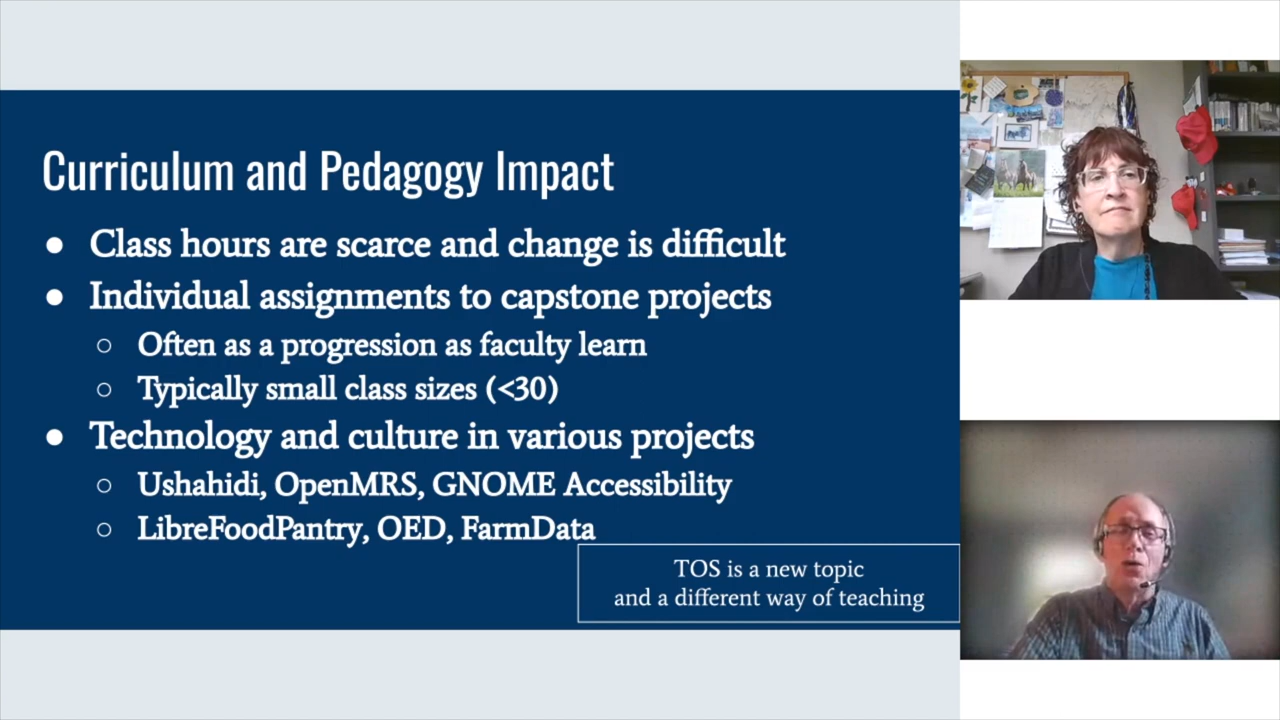 Curriculum and Pedagogy Impact
● Class hours are scarce and change is difficult
● Individual assignments to capstone projects
○ Often as a progression as faculty learn
○ Typically small class sizes (<30)
● Technology and culture in various projects
○ Ushahidi, OpenMRS, GNOME Accessibility
○ LibreFoodPantry, OED, FarmData
TOS is a new topic
and a different way of teaching